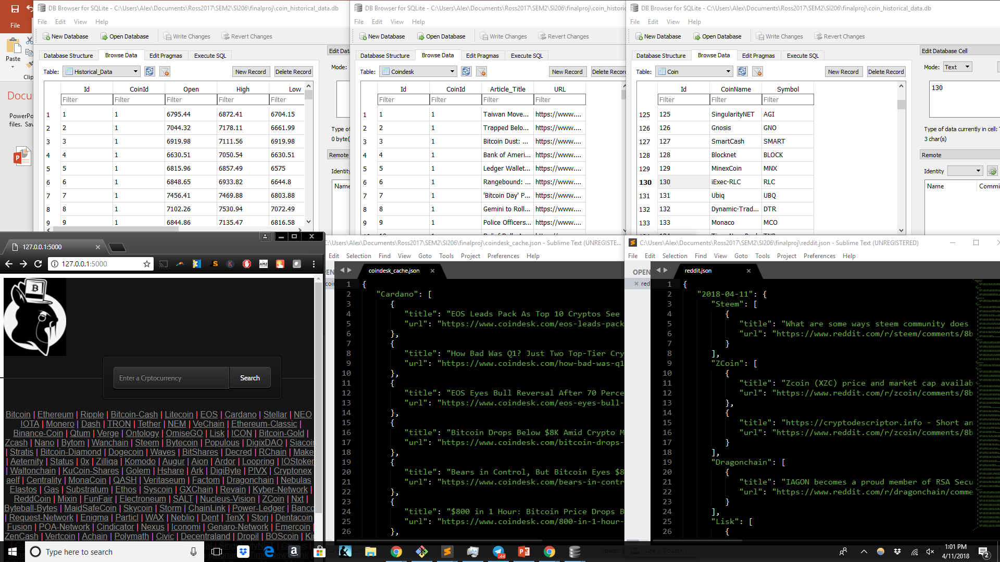 File
Paste
Clip
Docu
PowerPo
files. Sav
DB Browser for SQLite - C:\Users\Alex\Documents\Ross2017\SEM2\SI206\finalproj\coin_historical_data.db
File Edit View Help
New Database Open Database Write Changes Revert Changes
Database Structure Browse Data Edit Pragmas Execute SQL
Table: Historical_Data New Record Delete Record
Id CoinId Open High Low
Filter Filter Filter Filter Filter
1 1 1 6795.44 6872.41 6704.15
2 2 1 7044.32 7178.11 6661.99
3 3 1 6919.98 7111.56 6919.98
4 4 1 6630.51 7050.54 6630.51
5 5 1 6815.96 6857.49 6575
6 6 1 6848.65 6933.82 6644.8
7 7 1 7456.41 7469.88 6803.88
8 8 1 7102.26 7530.94 7072.49
9 9 1 6844.86 7135.47 6816.58
Edit Dat
Mode:
Type of
0 byte(
Remote
Identity
Name
DB Browser for SQLite - C:\Users\Alex\Documents\Ross2017\SEM2\SI206\finalproj\coin_historic
File Edit View Help
New Database Open Database Write Changes Revert Changes
Database Structure Browse Data Edit Pragmas Execute SQL
Table: Coindesk New Record Delete Record
Id CoinId Article_Title URL
Filter Filter Filter Filter
1 1 1 Taiwan Move... https://www....
2 2 1 Trapped Belo... https://www....
3 3 1 Bitcoin Dust: ... https://www....
4 4 1 Bank of Ameri... https://www....
5 5 1 Ledger Wallet... https://www....
6 6 1 Rangebound: ... https://www....
7 7 1 'Bitcoin Day' P... https://www....
8 8 1 Gemini to Roll... https://www....
9 9 1 Police Officers... https://www....
DB Browser for SQLite - C:\Users\Alex\Documents\Ross2017\SEM2\SI206\finalproj\coin_historical_data.db
File Edit View Help
New Database Open Database Write Changes Revert Changes
Database Structure Browse Data Edit Pragmas Execute SQL
Table: Coin New Record Delete Record
Id CoinName Symbol
Filter Filter Filter
125 125 SingularityNET AGI
126 126 Gnosis GNO
127 127 SmartCash SMART
128 128 Blocknet BLOCK
129 129 MinexCoin MNX
130 130 iExec-RLC RLC
131 131 Ubiq UBQ
132 132 Dynamic-Trad... DTR
133 133 Monaco MCO
Edit Database Cell
Mode: Text
130
Type of data currently in cell: T
3 char(s)
Remote
Identity
Name Commi
127.0.0.1:5000
127.0.0.1:5000
B
Enter a Crptocurrency Search
Bitcoin | Ethereum | Ripple | Bitcoin-Cash | Litecoin | EOS | Cardano | Stellar | NEO
IOTA | Monero | Dash | TRON | Tether | NEM | VeChain | Ethereum-Classic |
Binance-Coin | Qtum | Verge | Ontology | OmiseGO | Lisk | ICON | Bitcoin-Gold |
Zcash | Nano | Bytom | Wanchain | Steem | Bytecoin | Populous | DigixDAO | Siacoin
| Stratis | Bitcoin-Diamond | Dogecoin | Waves | BitShares | Decred | RChain | Make
| Aeternity | Status | 0x | Zilliqa | Komodo | Augur | Aion | Ardor | Loopring | IOStoken
| Waltonchain | KuCoin-Shares | Golem | Hshare | Ark | DigiByte | PIVX | Cryptonex
aelf | Centrality | MonaCoin | QASH | Veritaseum | Factom | Dragonchain | Nebulas
Elastos | Gas | Substratum | Ethos | Syscoin | GXChain | Revain | Kyber-Network |
ReddCoin | Mixin | FunFair | Electroneum | SALT | Nucleus-Vision | ZCoin | Nxt |
Byteball-Bytes | MaidSafeCoin | Skycoin | Storm | ChainLink | Power-Ledger | Banco
| Request-Network | Enigma | Particl | WAX | Neblio | Dent | TenX | Storj | Dentacoin
Fusion | POA-Network | Cindicator | Nexus | Iconomi | Genaro-Network | Emercoin
ZenCash | Vertcoin | Achain | Polymath | Civic | Decentraland | Dropil | BOScoin | Kin
C:\Users\Alex\Documents\Ross2017\SEM2\SI206\finalproj\coindesk_cache.json - Sublime Text (UNREGISTE...
Edit Selection Find View Goto Tools Project Preferences Help
OPEN coindesk_cache.json
1 {
2 "Cardano": [
3 {
4 "title": "EOS Leads Pack As Top 10 Cryptos See
5 "url": "https://www.coindesk.com/eos-leads-pack
6 },
7 {
8 "title": "How Bad Was Q1? Just Two Top-Tier Cry
9 "url": "https://www.coindesk.com/how-bad-was-q1
10 },
11 {
12 "title": "EOS Eyes Bull Reversal After 70 Perce
13 "url": "https://www.coindesk.com/eos-eyes-bull-
14 },
15 {
16 "title": "Bitcoin Drops Below $8K Amid Crypto M
17 "url": "https://www.coindesk.com/bitcoin-drops-
18 },
19 {
20 "title": "Bears in Control, But Bitcoin Eyes $8
21 "url": "https://www.coindesk.com/bears-in-contr
22 },
23 {
24 "title": "$800 in 1 Hour: Bitcoin Price Drops B
25 "url": "https://www.coindesk.com/800-in-1-hour-
26 },
C:\Users\Alex\Documents\Ross2017\SEM2\SI206\finalproj\reddit.json - Sublime Text (UNREGISTERED)
File Edit Selection Find View Goto Tools Project Preferences Help
OPEN reddit.json
red
1 {
2 "2018-04-11": {
3 "Steem": [
4 {
5 "title": "What are some ways steem community does
6 "url": "https://www.reddit.com/r/steem/comments/8b
7 }
8 ],
9 "ZCoin": [
10 {
11 "title": "Zcoin (XZC) price and market cap availab
12 "url": "https://www.reddit.com/r/zcoin/comments/8b
13 },
14 {
15 "title": "https://cryptodescriptor.info - Short an
16 "url": "https://www.reddit.com/r/zcoin/comments/8b
17 }
18 ],
19 "Dragonchain": [
20 {
21 "title": "IAGON becomes a proud member of RSA Secu
22 "url": "https://www.reddit.com/r/dragonchain/comme
23 }
24 ],
25 "Lisk": [
26 {
Type here to search
44
1:01 PM
4/11/2018
2